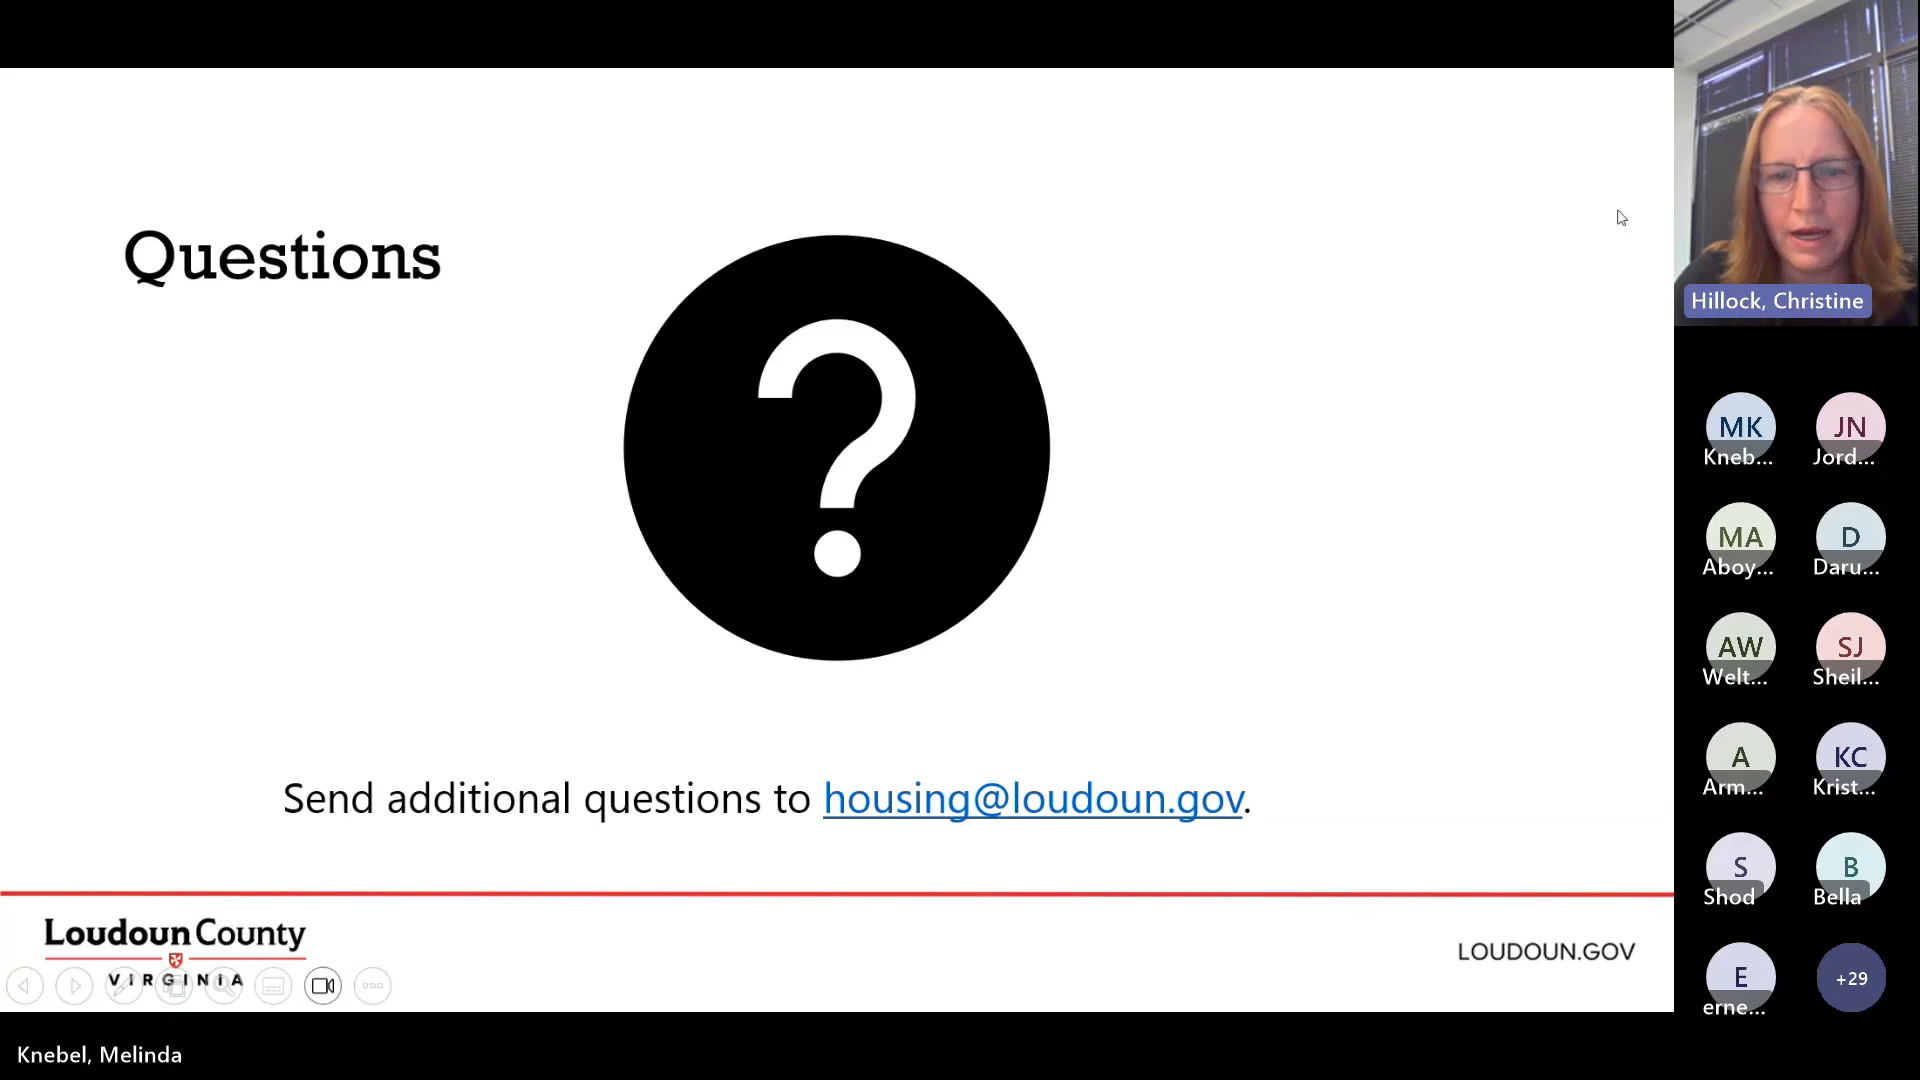 Questions
?
Send additional questions to housing@loudoun.gov.
Loudoun County
VIRGINIA
LOUDOUN.GOV
Hillock, Christine
MK
Kneb...
JN
Jord...
MA
Aboy...
D
Daru...
AW
Welt...
SJ
Sheil...
A
Arm...
KC
Krist...
S
Shod
B
Bella
E
erne...
+29
Knebel, Melinda